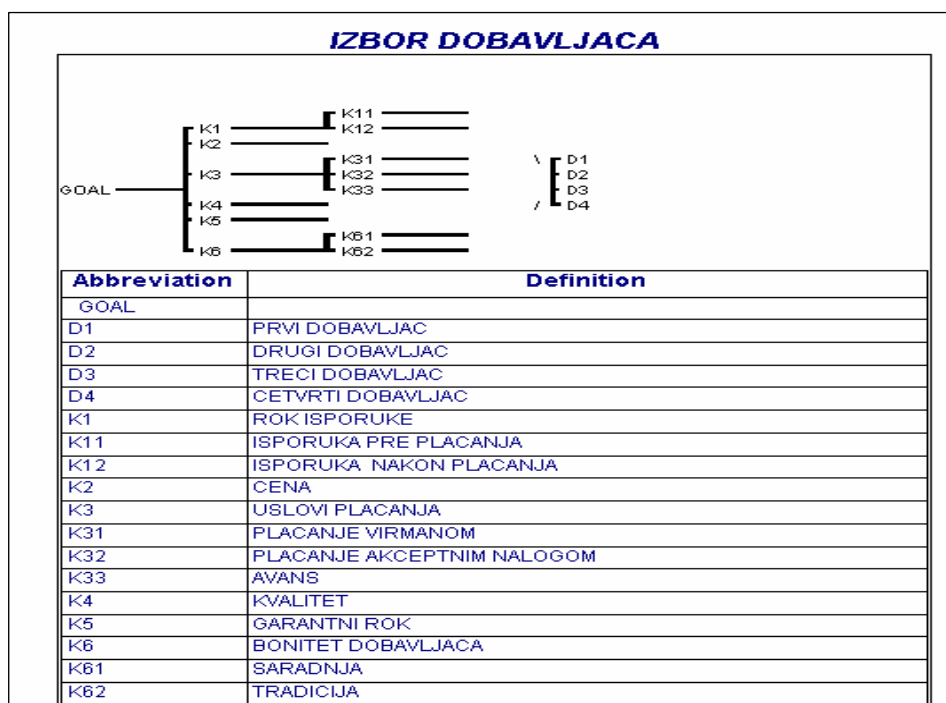 IZBOR DOBAVLJACA
K11
K1 K12
K2
K31 \ D1
K3 K32 D2
GOAL K33 D3
K4 / D4
K5
K61
K6 K62
Abbreviation Definition
GOAL
D1 PRVI DOBAVLJAC
D2 DRUGI DOBAVLJAC
D3 TRECI DOBAVLJAC
D4 CETVRTI DOBAVLJAC
K1 ROK ISPORUKE
K11 ISPORUKA PRE PLACANJA
K12 ISPORUKA NAKON PLACANJA
K2 CENA
K3 USLOVI PLACANJA
K31 PLACANJE VIRMANOM
K32 PLACANJE AKCEPTNIM NALOGOM
K33 AVANS
K4 KVALITET
K5 GARANTNI ROK
K6 BONITET DOBAVLJACA
K61 SARADNJA
K62 TRADICIJA